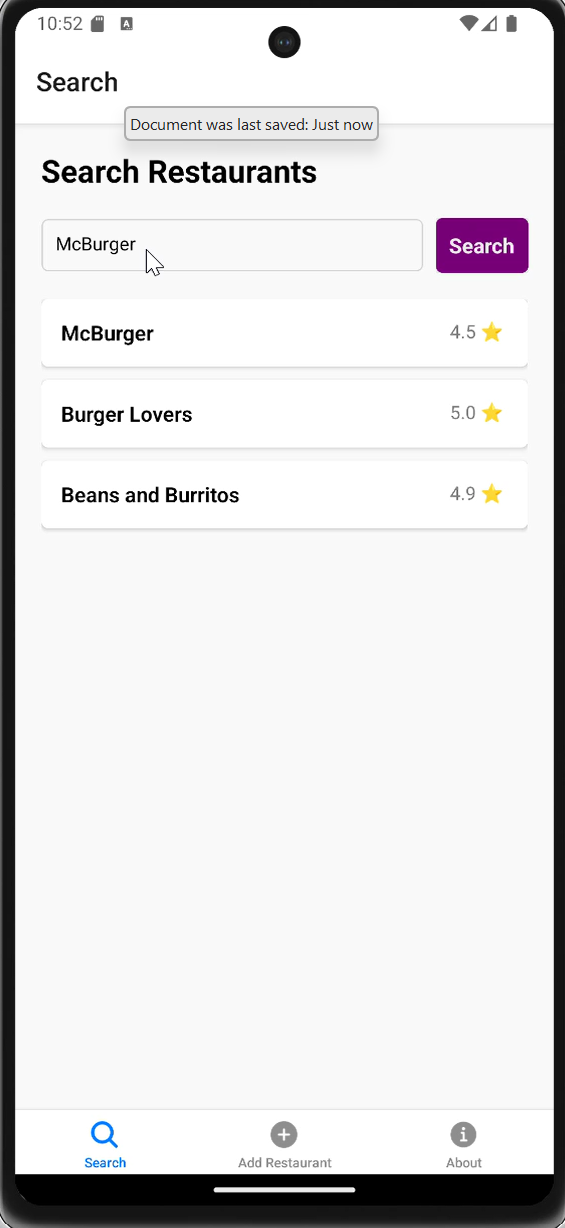 10:52
Search
Document was last saved: Just now
Search Restaurants
McBurger
Search
McBurger 4.5
Burger Lovers 5.0
Beans and Burritos 4.9
Search Add Restaurant About